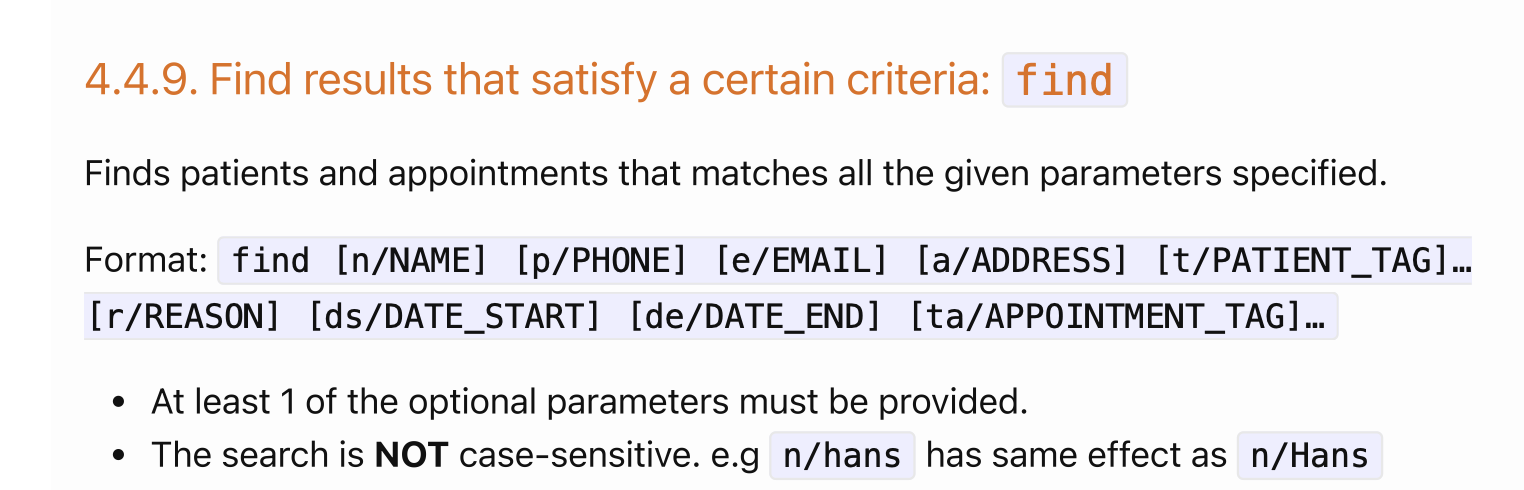 4.4.9. Find results that satisfy a certain criteria: find
Finds patients and appointments that matches all the given parameters specified.
Format: find [n/NAME] [p/PHONE] [e/EMAIL] [a/ADDRESS] [t/PATIENT_TAG]…
[r/REASON] [ds/DATE_START] [de/DATE_END] [ta/APPOINTMENT_TAG]…
• At least 1 of the optional parameters must be provided.
• The search is NOT case-sensitive. e.g n/hans has same effect as n/Hans